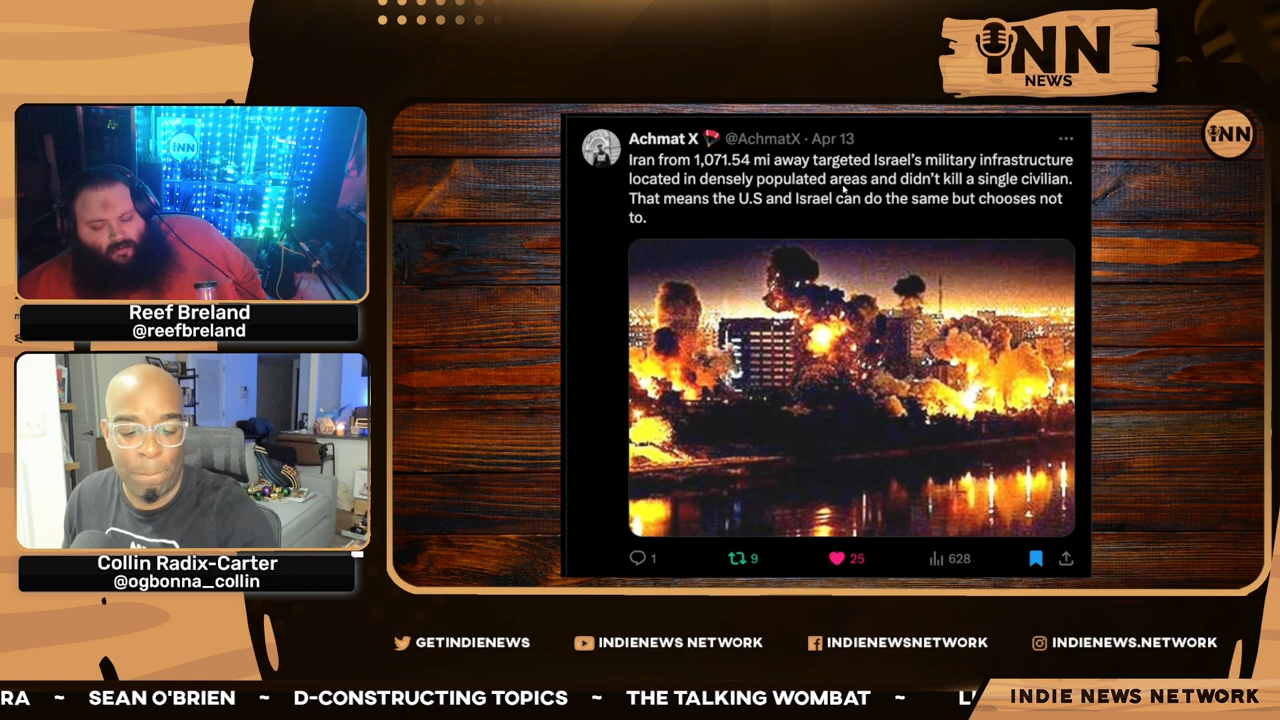 INN
NEWS
INN
INN
Achmat X @AchmatX · Apr 13 ···
Iran from 1,071.54 mi away targeted Israel’s military infrastructure
located in densely populated areas and didn’t kill a single civilian.
That means the U.S and Israel can do the same but chooses not
to.
1 9 25 628
Reef Breland
@reefbreland
Collin Radix-Carter
@ogbonna_collin
GETINDIENEWS INDIENEWS NETWORK INDIENEWSNETWORK INDIENEWS.NETWORK
RA ~ SEAN O'BRIEN ~ D-CONSTRUCTING TOPICS ~ THE TALKING WOMBAT ~ INDIE NEWS NETWORK